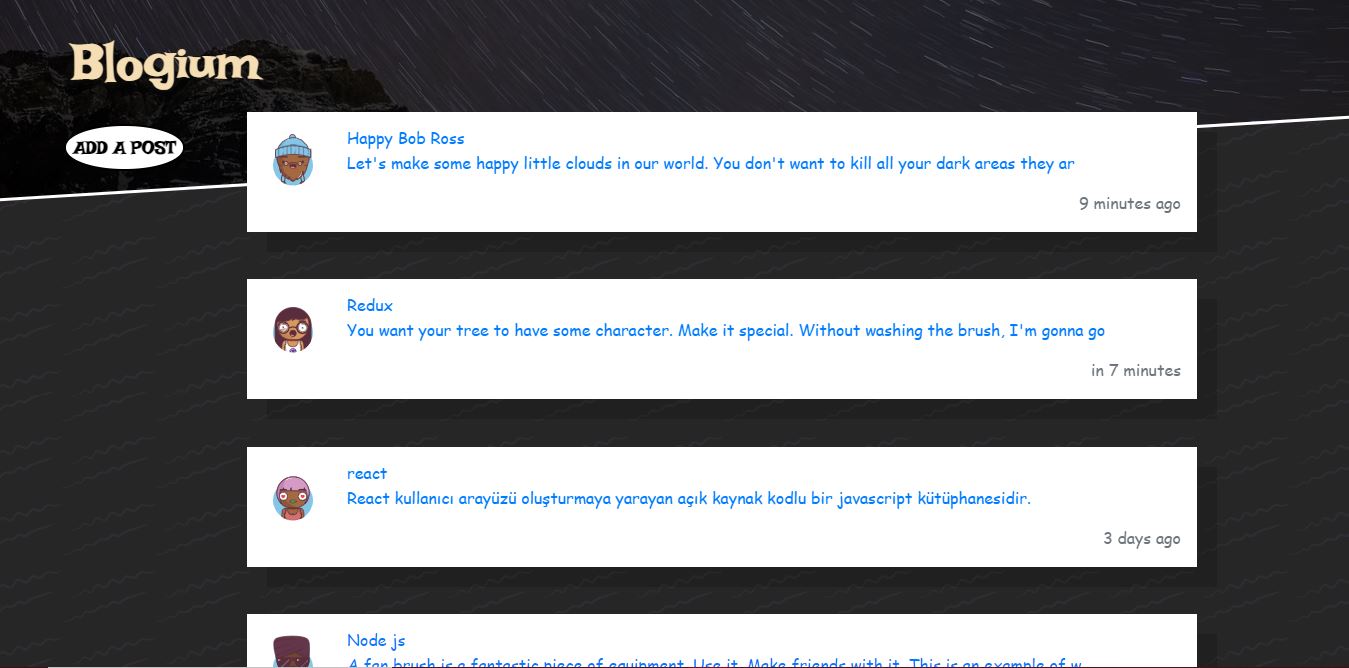 Blogium
ADD A POST
Happy Bob Ross
Let's make some happy little clouds in our world. You don't want to kill all your dark areas they ar
9 minutes ago
Redux
You want your tree to have some character. Make it special. Without washing the brush, I'm gonna go
in 7 minutes
react
React kullanıcı arayüzü oluşturmaya yarayan açık kaynak kodlu bir javascript kütüphanesidir.
3 days ago
Node js
A fan brush is a fantastic piece of equipment. Use it. Make friends with it. This is an example of w